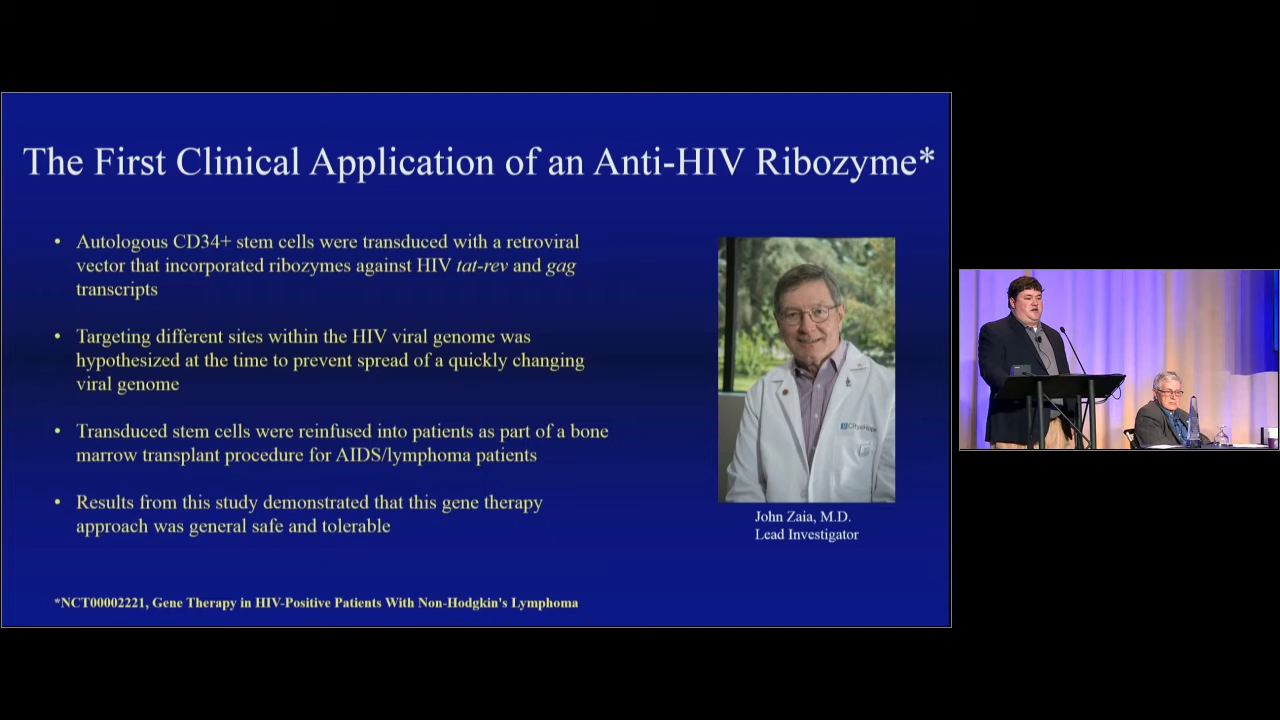 The First Clinical Application of an Anti-HIV Ribozyme*
• Autologous CD34+ stem cells were transduced with a retroviral
vector that incorporated ribozymes against HIV tat-rev and gag
transcripts
• Targeting different sites within the HIV viral genome was
hypothesized at the time to prevent spread of a quickly changing
viral genome
• Transduced stem cells were reinfused into patients as part of a bone
marrow transplant procedure for AIDS/lymphoma patients
• Results from this study demonstrated that this gene therapy
approach was general safe and tolerable
CityofHope
John Zaia, M.D.
Lead Investigator
*NCT00002221, Gene Therapy in HIV-Positive Patients With Non-Hodgkin's Lymphoma